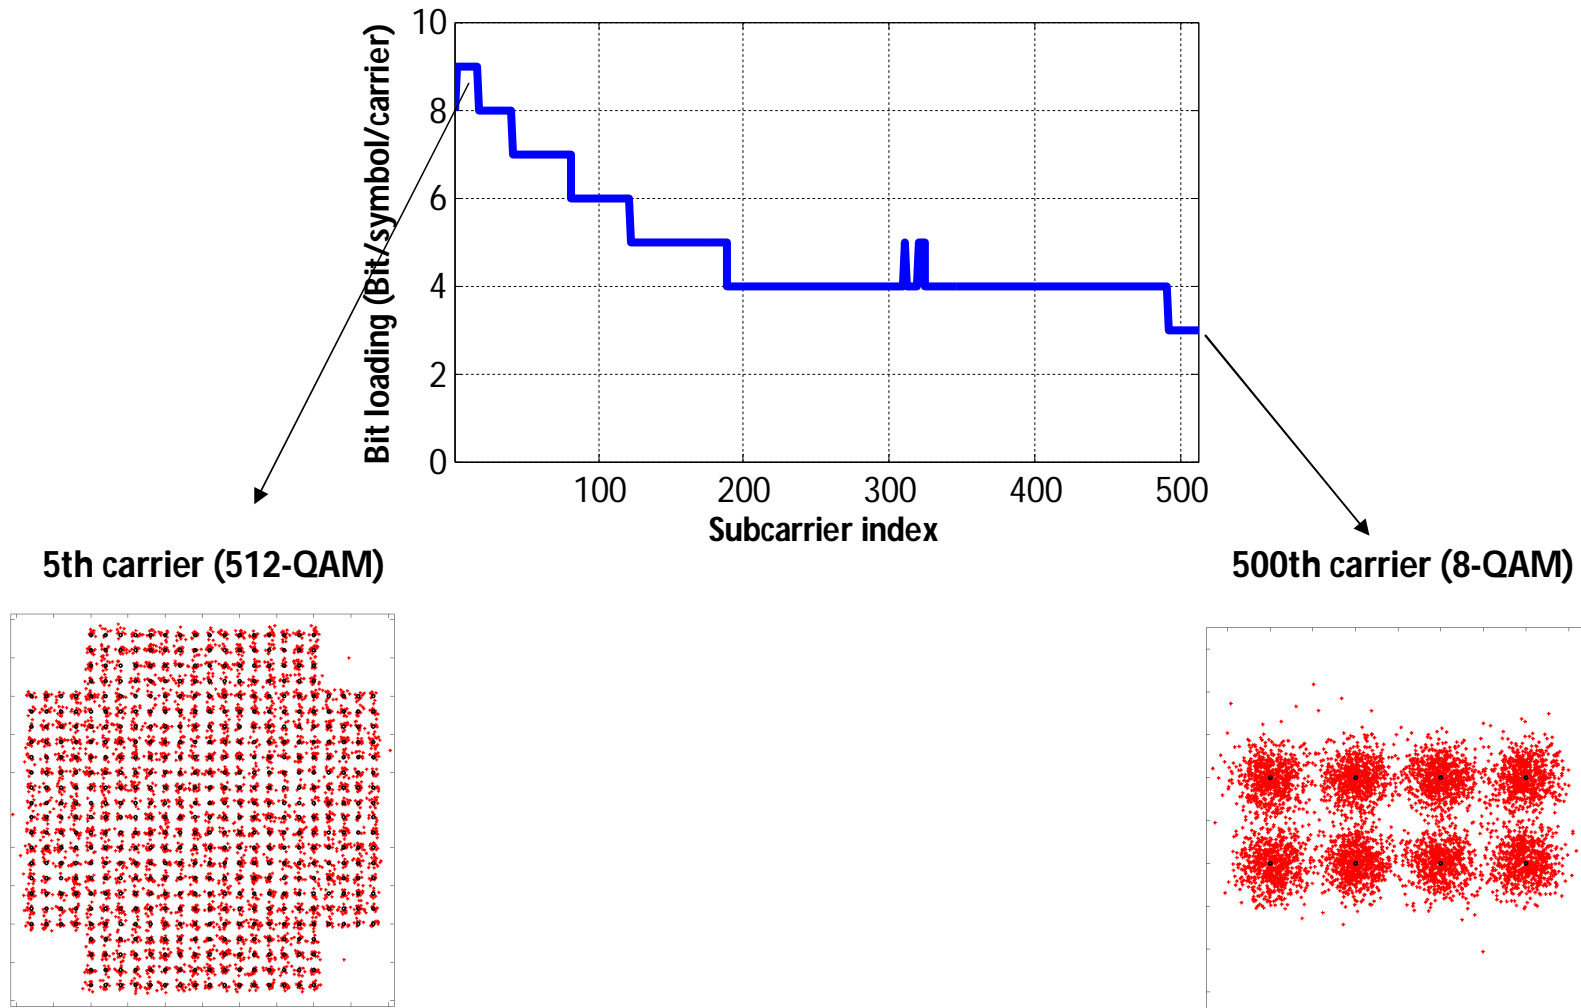 10
8
6
4
2
0
Bit loading (Bit/symbol/carrier)
100 200 300 400 500
Subcarrier index
5th carrier (512-QAM)
500th carrier (8-QAM)